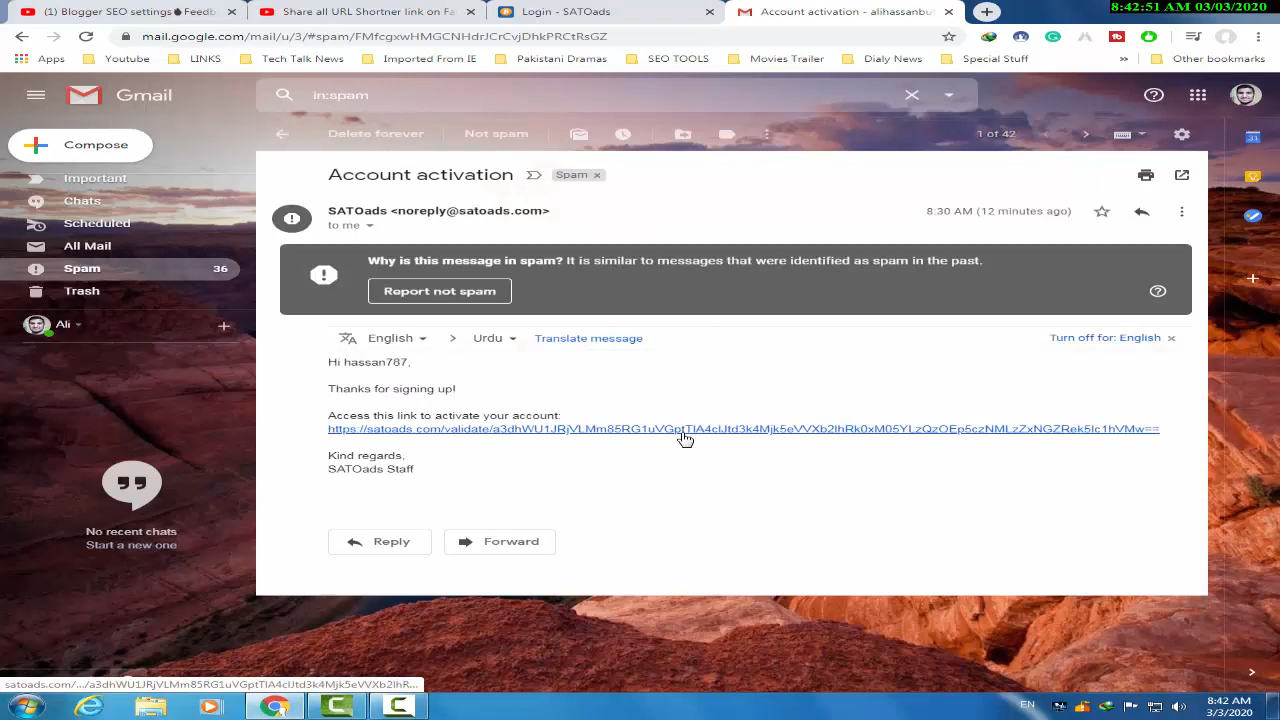 (1) Blogger SEO settings Feedb
Share all URL Shortner link on Fa
Login - SATOads
Account activation - alihassanbut
8:42:51 AM 03/03/2020
mail.google.com/mail/u/3/#spam/FMfcgxwHMGCNHdrJCrCvjDhkPRCtRsGZ
Apps Youtube LINKS Tech Talk News Imported From IE Pakistani Dramas SEO TOOLS Movies Trailer Dialy News Special Stuff » Other bookmarks
Gmail
in:spam
Compose
Delete forever Not spam 1 of 42
Important
Chats
Scheduled
All Mail
Spam 36
Trash
Ali
No recent chats
Start a new one
Account activation Spam ×
SATOads <noreply@satoads.com> 8:30 AM (12 minutes ago)
to me
Why is this message in spam? It is similar to messages that were identified as spam in the past.
Report not spam
English > Urdu Translate message Turn off for: English ×
Hi hassan787,
Thanks for signing up!
Access this link to activate your account:
Kind regards,
SATOads Staff
Reply Forward
EN 8:42 AM
3/3/2020